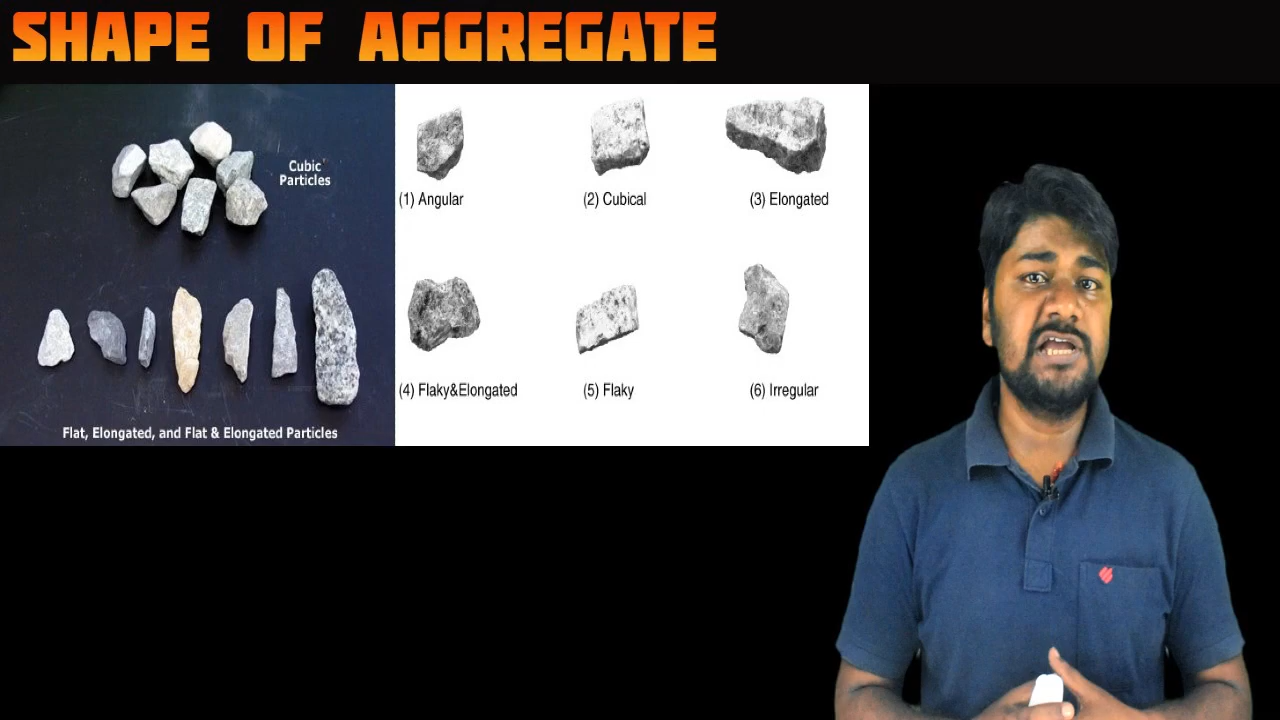 SHAPE OF AGGREGATE
Cubic
Particles
Flat, Elongated, and Flat & Elongated Particles
(1) Angular
(2) Cubical
(3) Elongated
(4) Flaky&Elongated
(5) Flaky
(6) Irregular